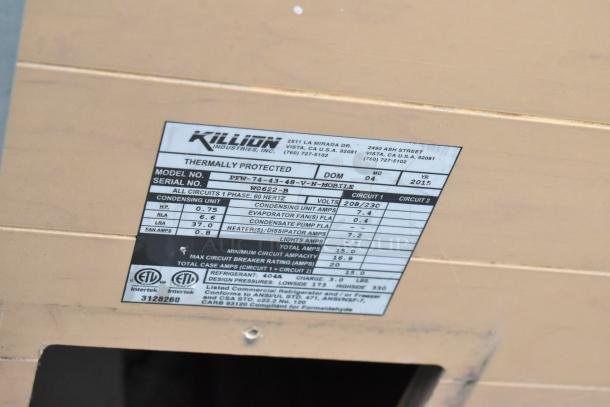 KILLION
INDUSTRIES, INC.
2811 LA MIRADA DR.
VISTA, CA U.S.A. 92081
(760) 727-5102
2490 ASH STREET
VISTA, CA U.S.A. 92081
(760) 727-5102
THERMALLY PROTECTED
DOM MO 04 YR 2015
MODEL NO. PFW-74-43-48-V-N-MOBILE
SERIAL NO. W0622-B
ALL CIRCUITS 1 PHASE, 60 HERTZ CIRCUIT 1 CIRCUIT 2
CONDENSING UNIT VOLTS 208/230
HP. 0.75 CONDENSING UNIT AMPS 7.4
RLA 6.6 EVAPORATOR FAN(S) FLA 0.4
LRA 37.0 CONDENSATE PUMP FLA --
FAN AMPS 0.8 HEATER(S)/DISSIPATOR AMPS 7.2
LIGHTS AMPS
TOTAL AMPS 15.0
MINIMUM CIRCUIT AMPACITY 16.9
MAX CIRCUIT BREAKER RATING (AMPS) 20
TOTAL CASE AMPS (CIRCUIT 1 + CIRCUIT 2) 15.0
REFRIGERANT: 404A CHARGE 3.0 LBS.
DESIGN PRESSURES: LOWSIDE 173 HIGHSIDE 330
ETL ETL
Intertek Intertek
3128260
Listed Commercial Refrigerator and / or Freezer
Conforms to ANSI/UL STD. 471, ANSI/NSF-7,
and CSA STD. c22.2 No. 120
CARB 93120 Compliant for Formaldehyde